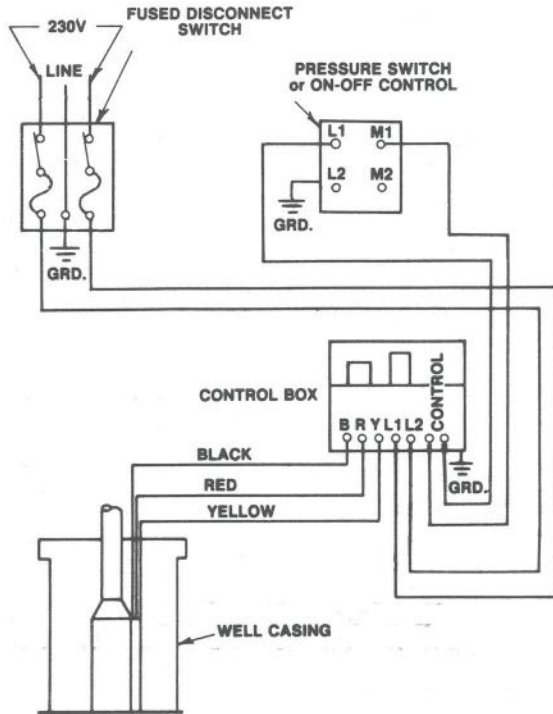 230V
FUSED DISCONNECT
SWITCH
LINE
GRD.
PRESSURE SWITCH
or ON-OFF CONTROL
L1 M1
L2 M2
GRD.
CONTROL BOX
CONTROL
B R Y L1 L2
GRD.
BLACK
RED
YELLOW
WELL CASING